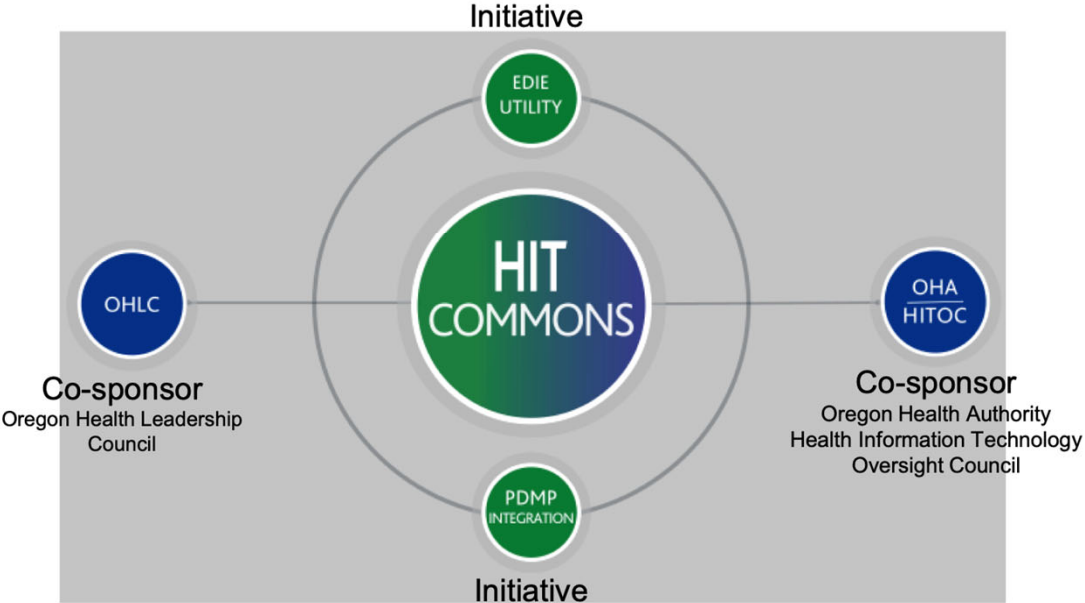 Initiative
EDIE
UTILITY
HIT
COMMONS
OHLC
Co-sponsor
Oregon Health Leadership
Council
OHA
HITOC
Co-sponsor
Oregon Health Authority
Health Information Technology
Oversight Council
PDMP
INTEGRATION
Initiative